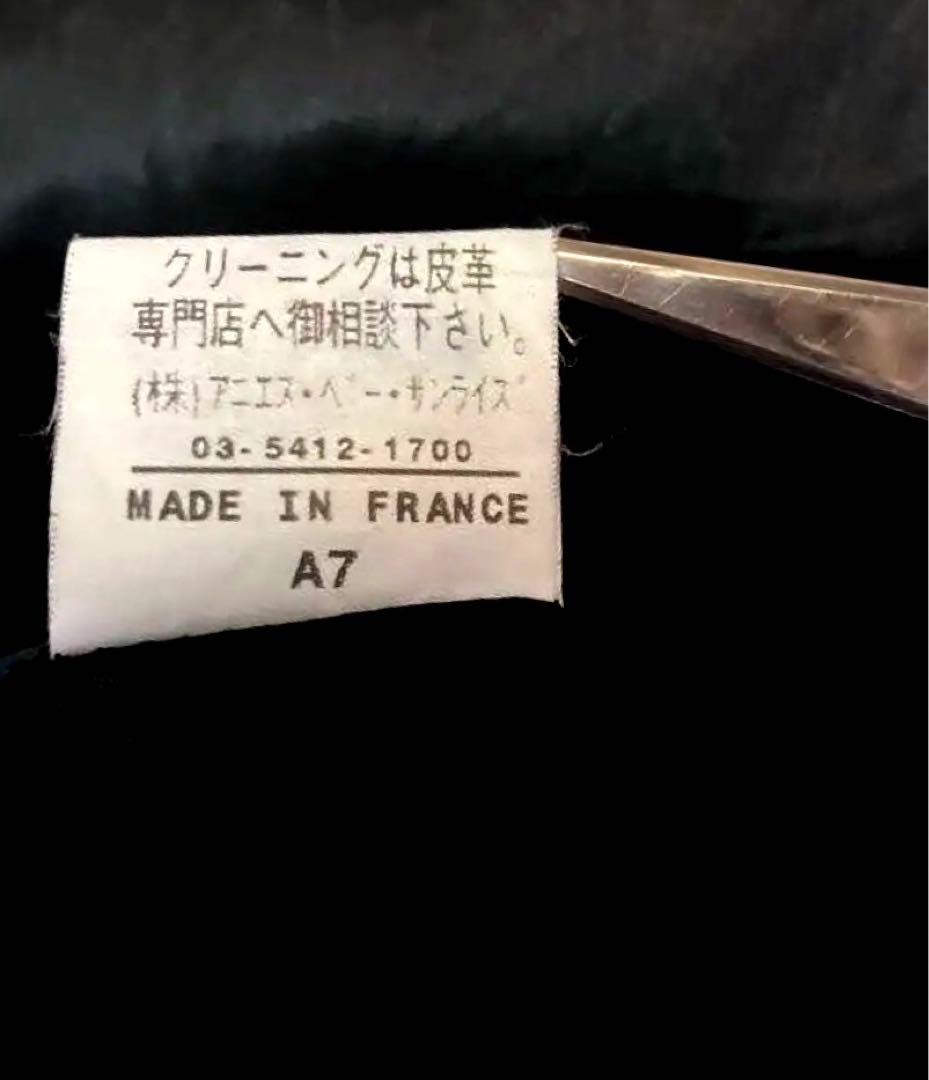 クリーニングは皮革
専門店へ御相談下さい。
(株)アニエス・ベー・サンライズ
03-5412-1700
MADE IN FRANCE
A7